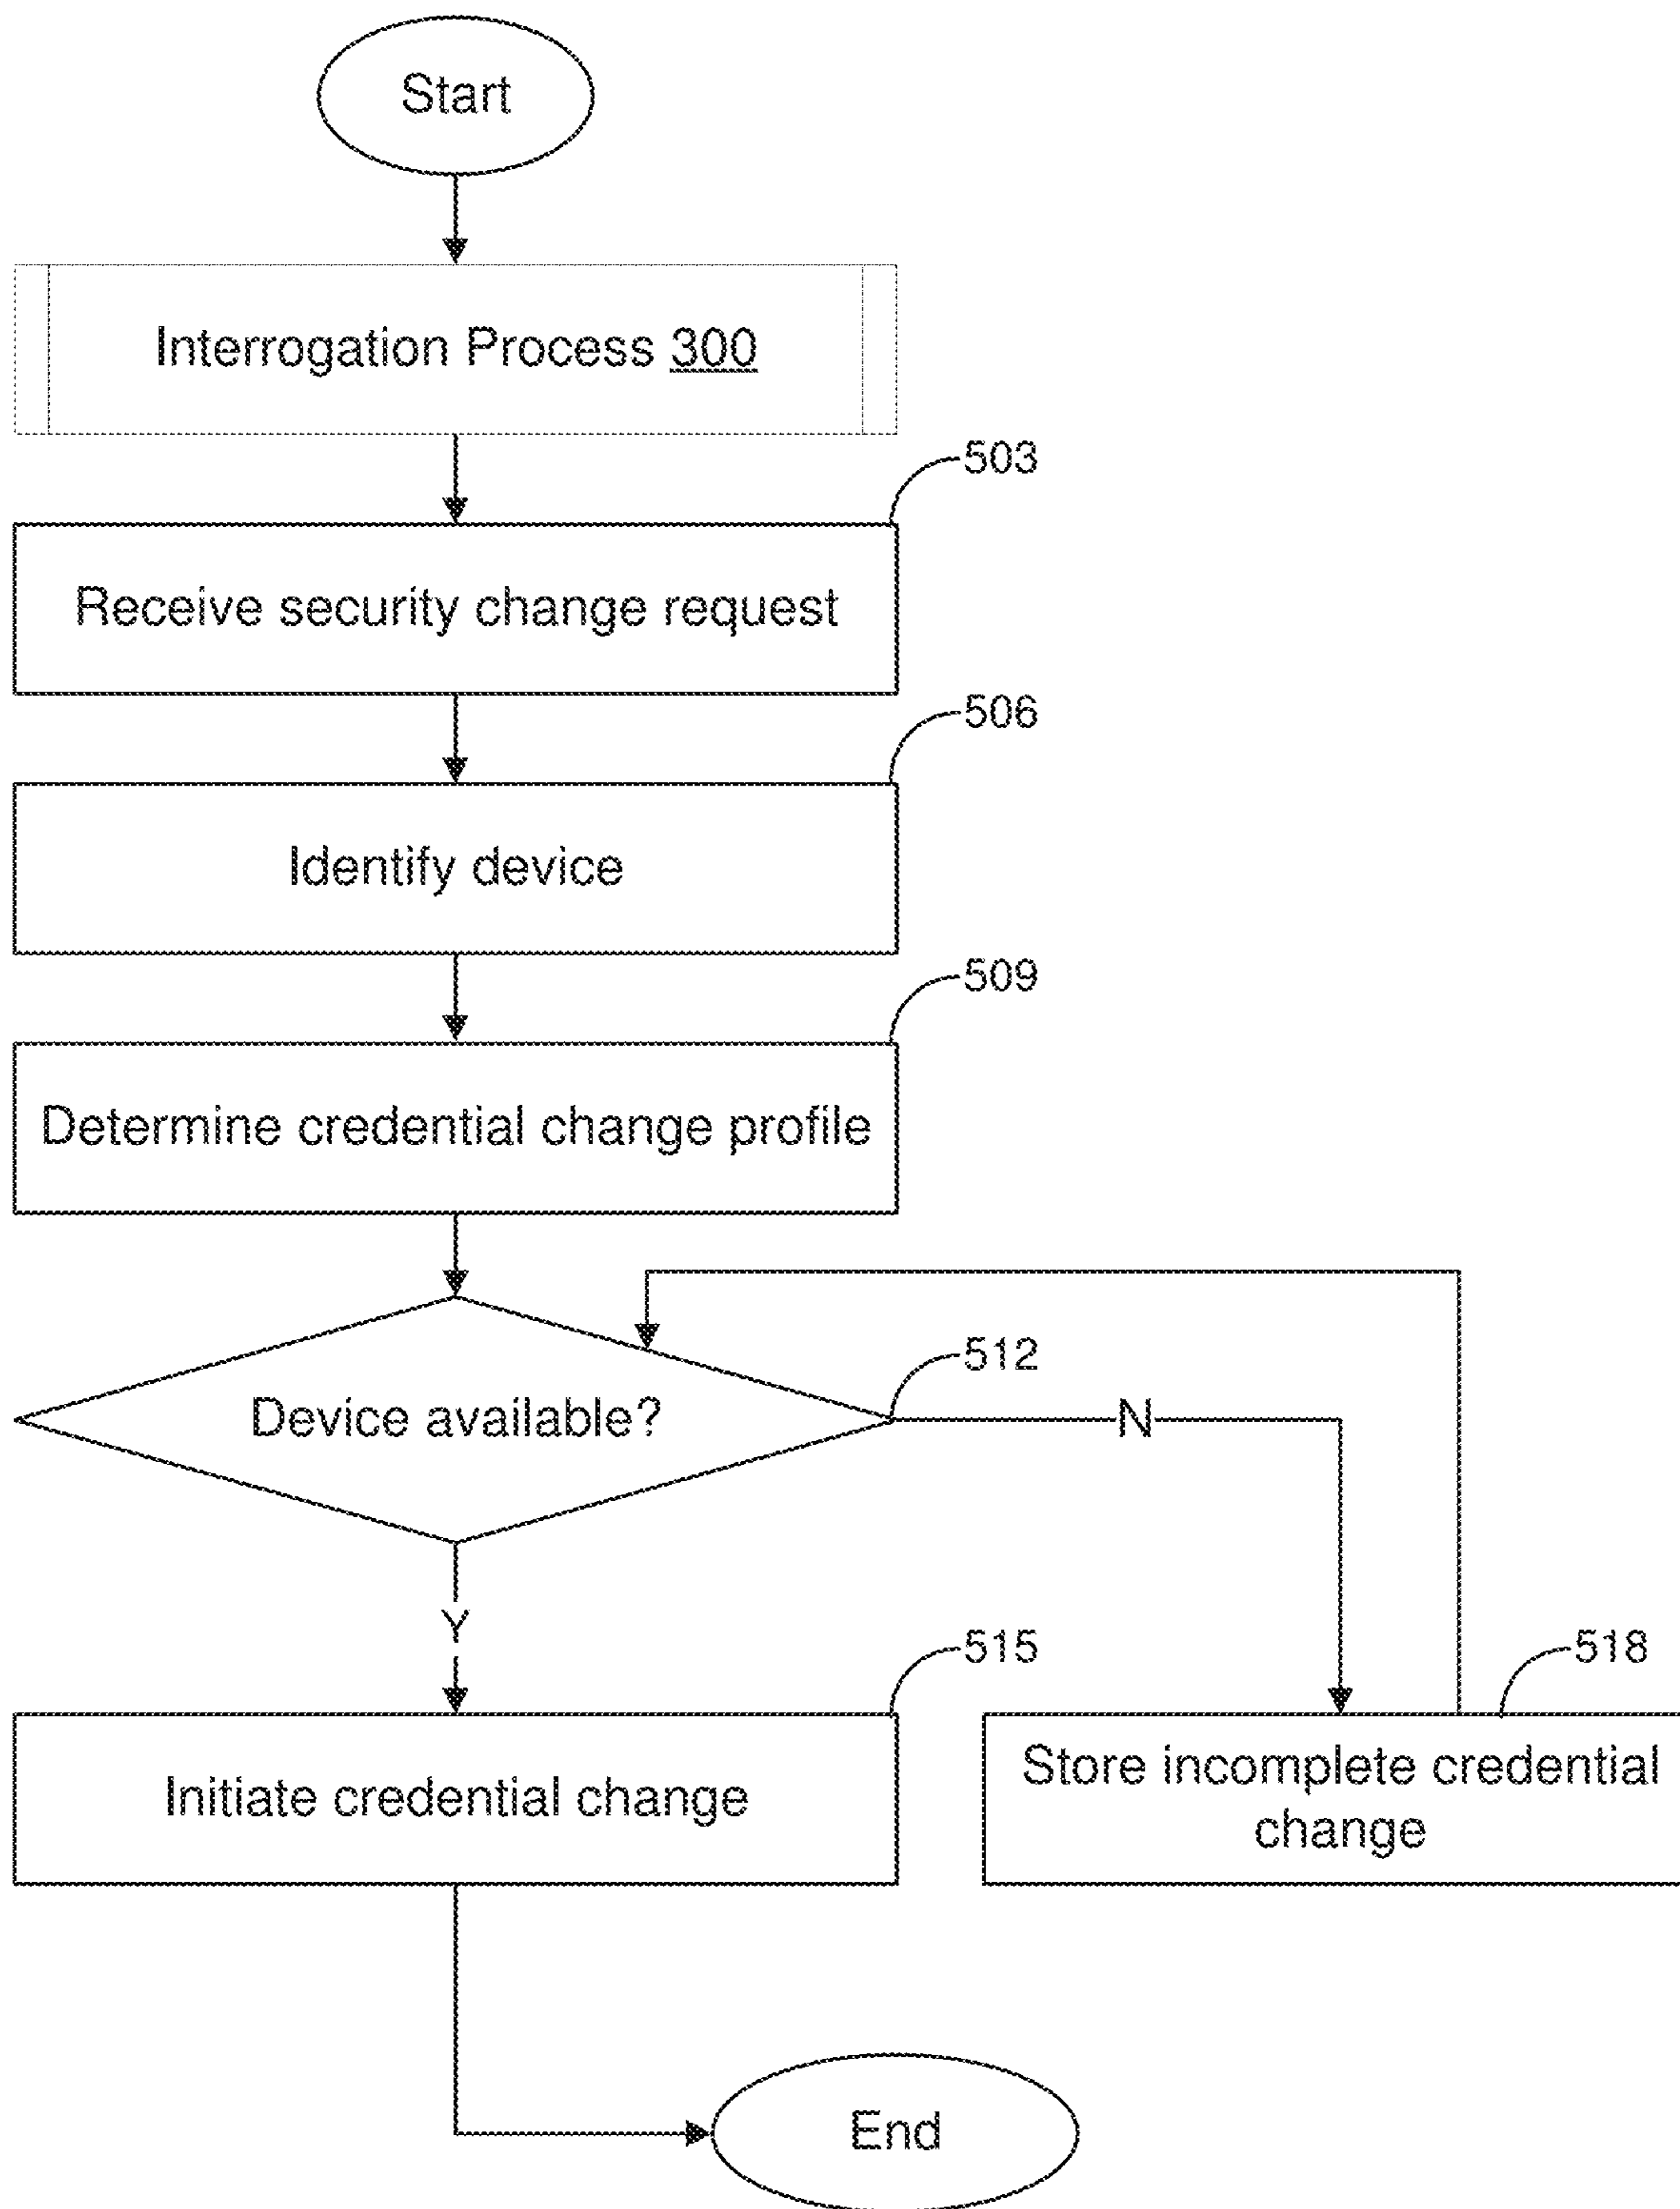 Start
Interrogation Process 300
503
Receive security change request
506
Identify device
509
Determine credential change profile
512
Device available?
N
Y
515
Initiate credential change
518
Store incomplete credential
change
End